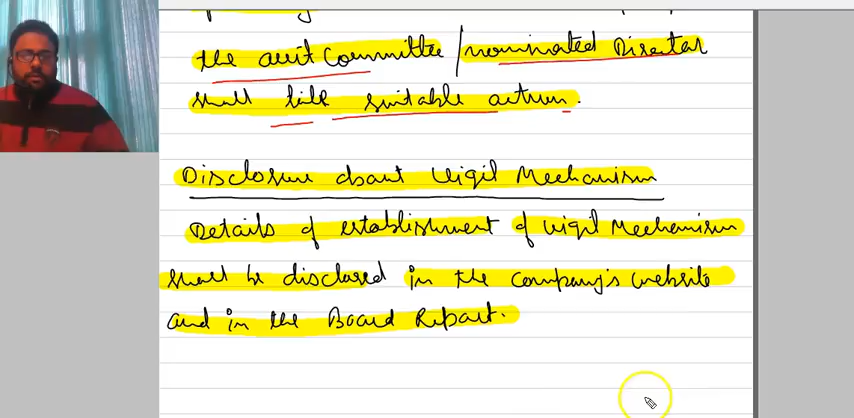 the audit Committee / nominated Director
shall take suitable action.
Disclosure about Vigil Mechanism
Details of establishment of Vigil Mechanism
shall be disclosed in the company's website
and in the Board Report.